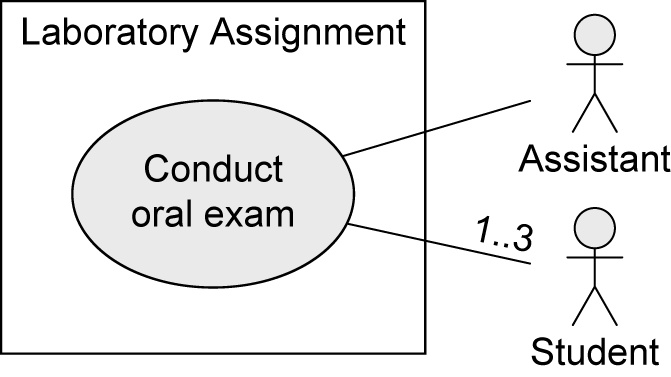 Laboratory Assignment
Conduct
oral exam
Assistant
1..3
Student